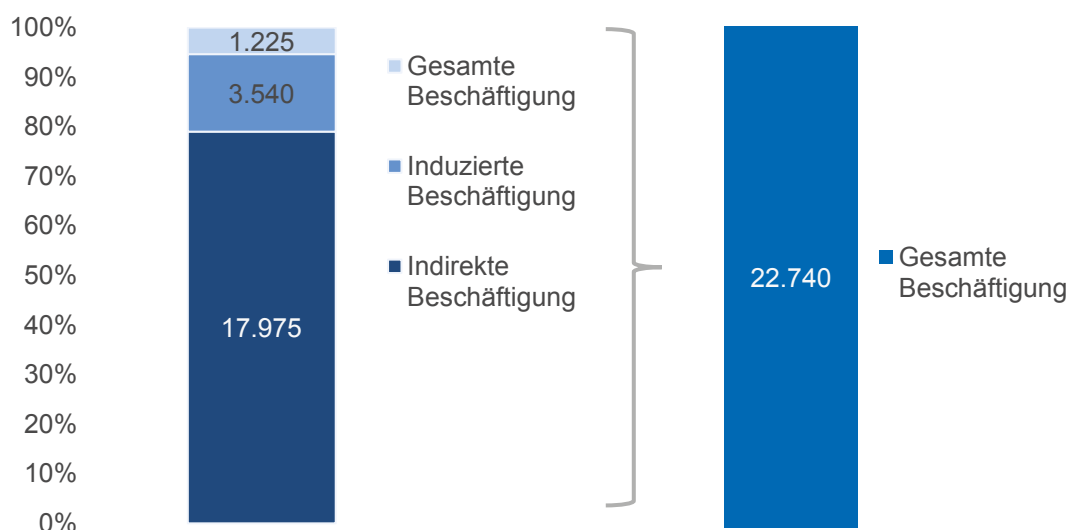 100%
90%
80%
70%
60%
50%
40%
30%
20%
10%
0%
1.225
3.540
17.975
Gesamte
Beschäftigung
Induzierte
Beschäftigung
Indirekte
Beschäftigung
22.740
Gesamte
Beschäftigung